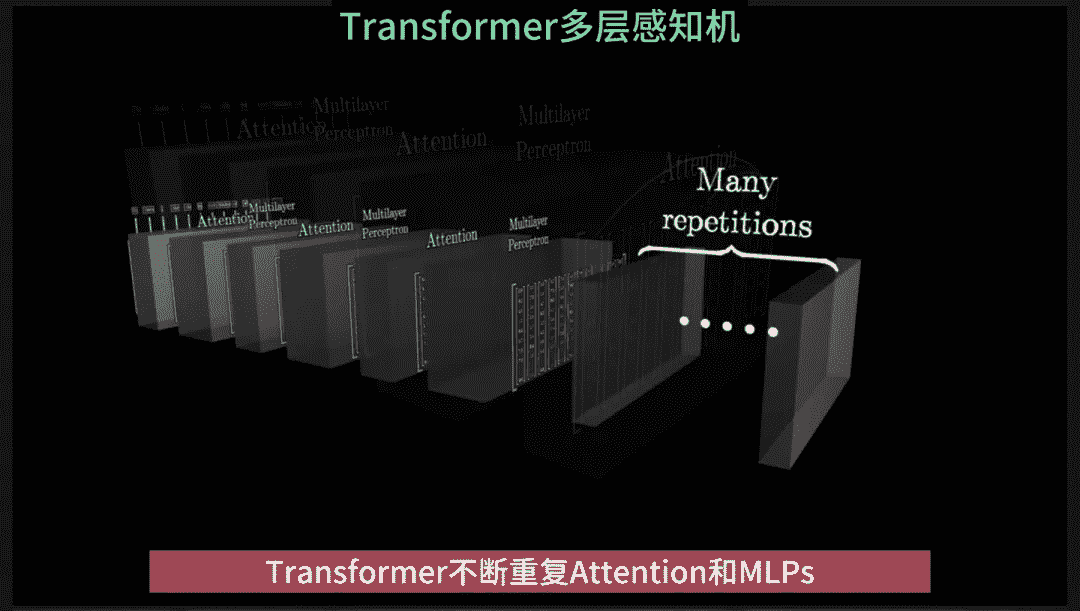 Transformer多层感知机
Multilayer
Perceptron
Attention
Attention
Multilayer
Perceptron
Attention
Many
repetitions
Attention
Multilayer
Perceptron
Attention
Multilayer
Perceptron
Attention
Multilayer
Perceptron
Transformer不断重复Attention和MLPs